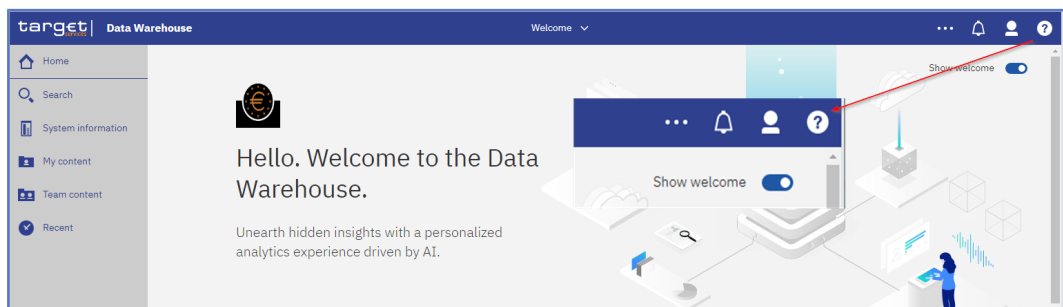 target services | Data Warehouse Welcome ... ?
Home
Show welcome
Search
System information
My content
Team content
Recent
€
Hello. Welcome to the Data
Warehouse.
Unearth hidden insights with a personalized
analytics experience driven by AI.
... ?
Show welcome